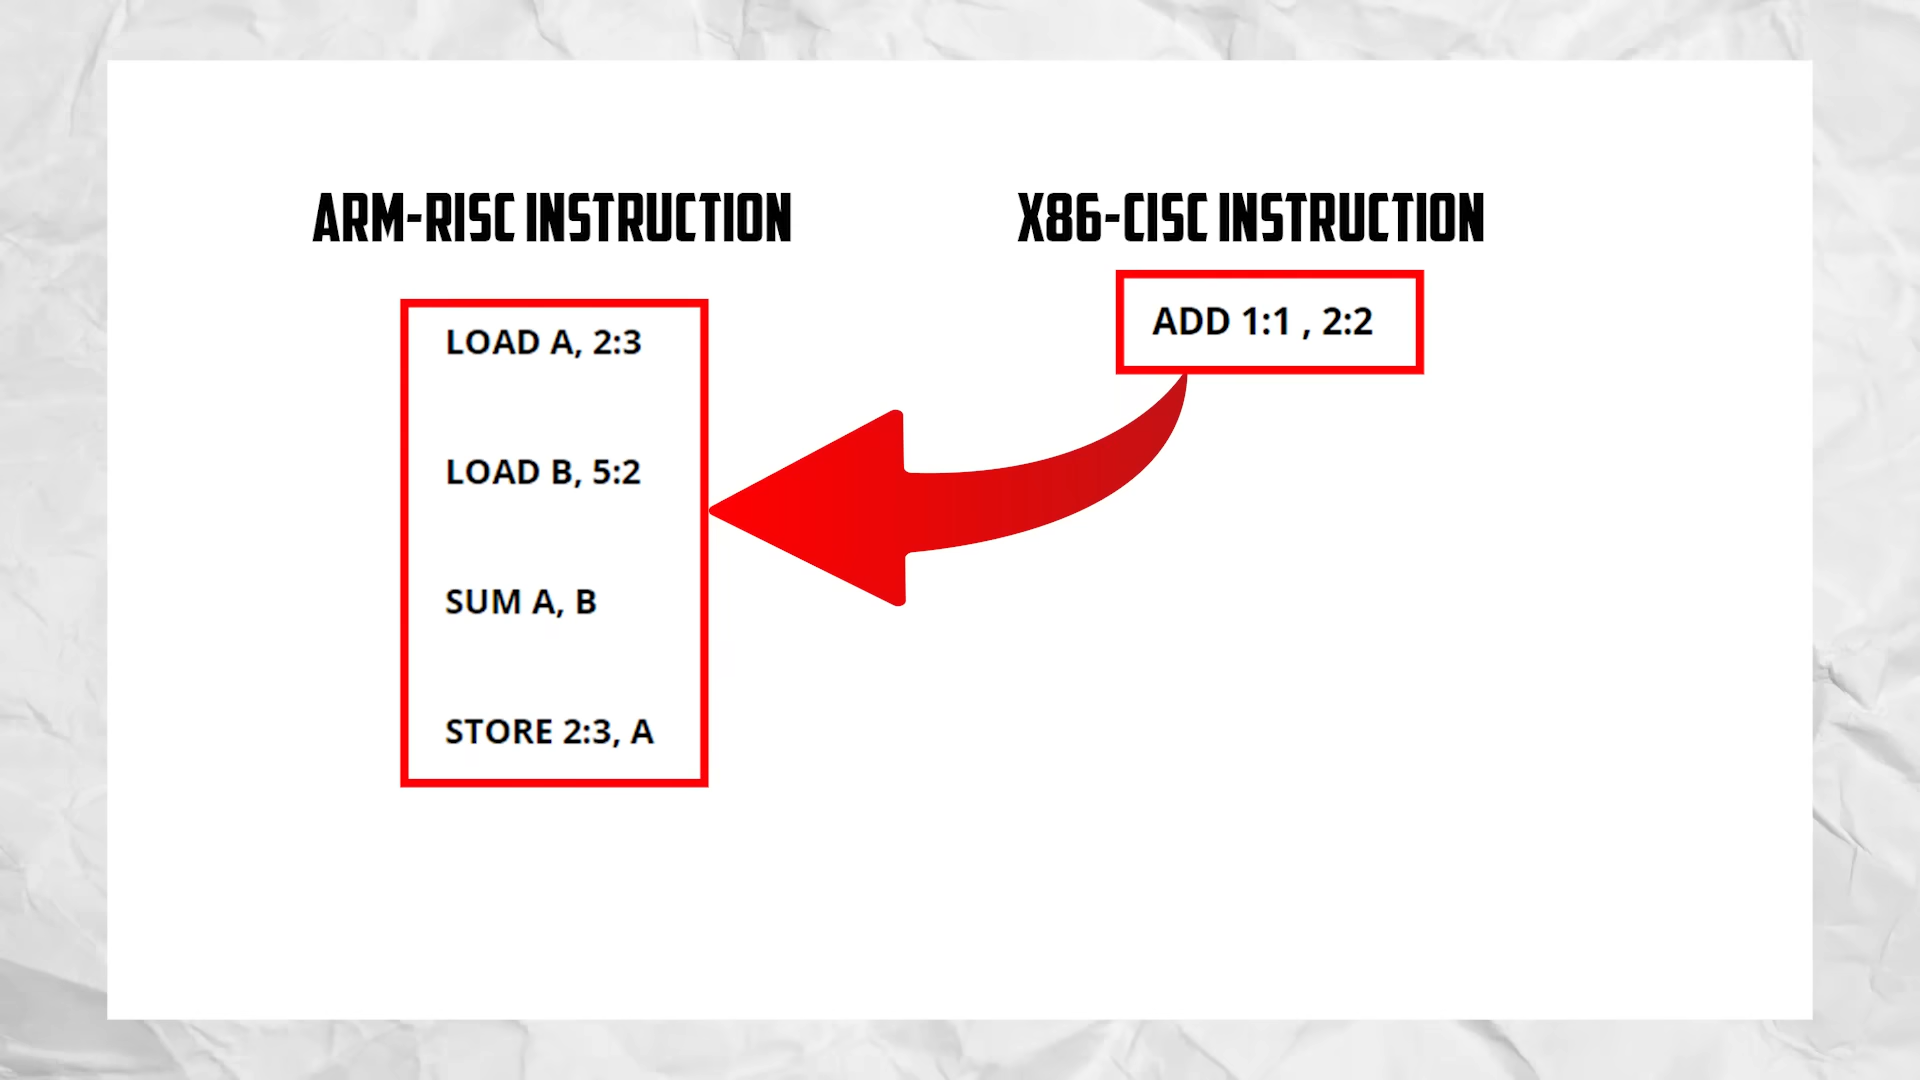 ARM-RISC INSTRUCTION
LOAD A, 2:3
LOAD B, 5:2
SUM A, B
STORE 2:3, A
X86-CISC INSTRUCTION
ADD 1:1 , 2:2